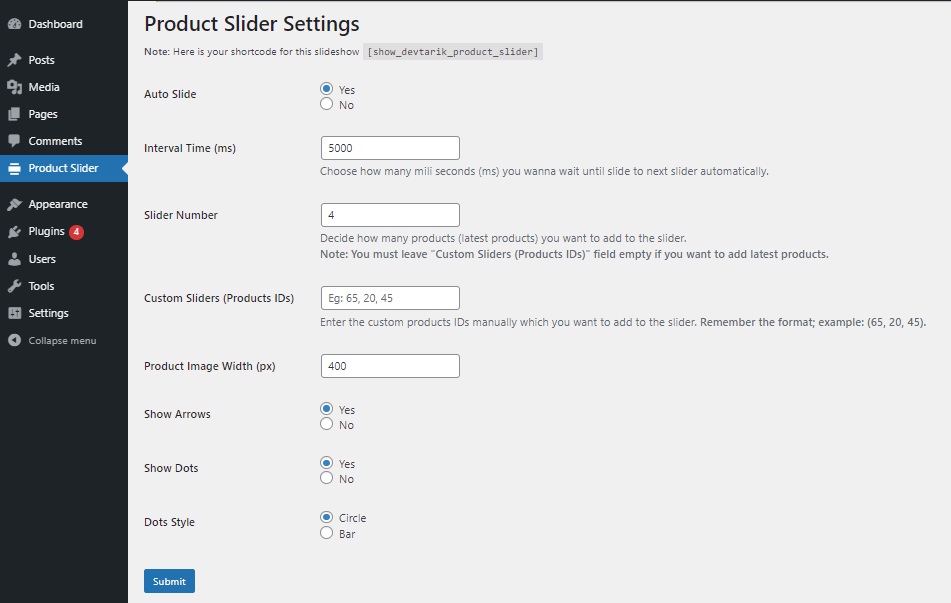 Dashboard
Posts
Media
Pages
Comments
Product Slider
Appearance
Plugins 4
Users
Tools
Settings
Collapse menu
Product Slider Settings
Note: Here is your shortcode for this slideshow [show_devtarik_product_slider]
Auto Slide
Yes
No
Interval Time (ms)
5000
Choose how many mili seconds (ms) you wanna wait until slide to next slider automatically.
Slider Number
4
Decide how many products (latest products) you want to add to the slider.
Note: You must leave "Custom Sliders (Products IDs)" field empty if you want to add latest products.
Custom Sliders (Products IDs)
Eg: 65, 20, 45
Enter the custom products IDs manually which you want to add to the slider. Remember the format; example: (65, 20, 45).
Product Image Width (px)
400
Show Arrows
Yes
No
Show Dots
Yes
No
Dots Style
Circle
Bar
Submit